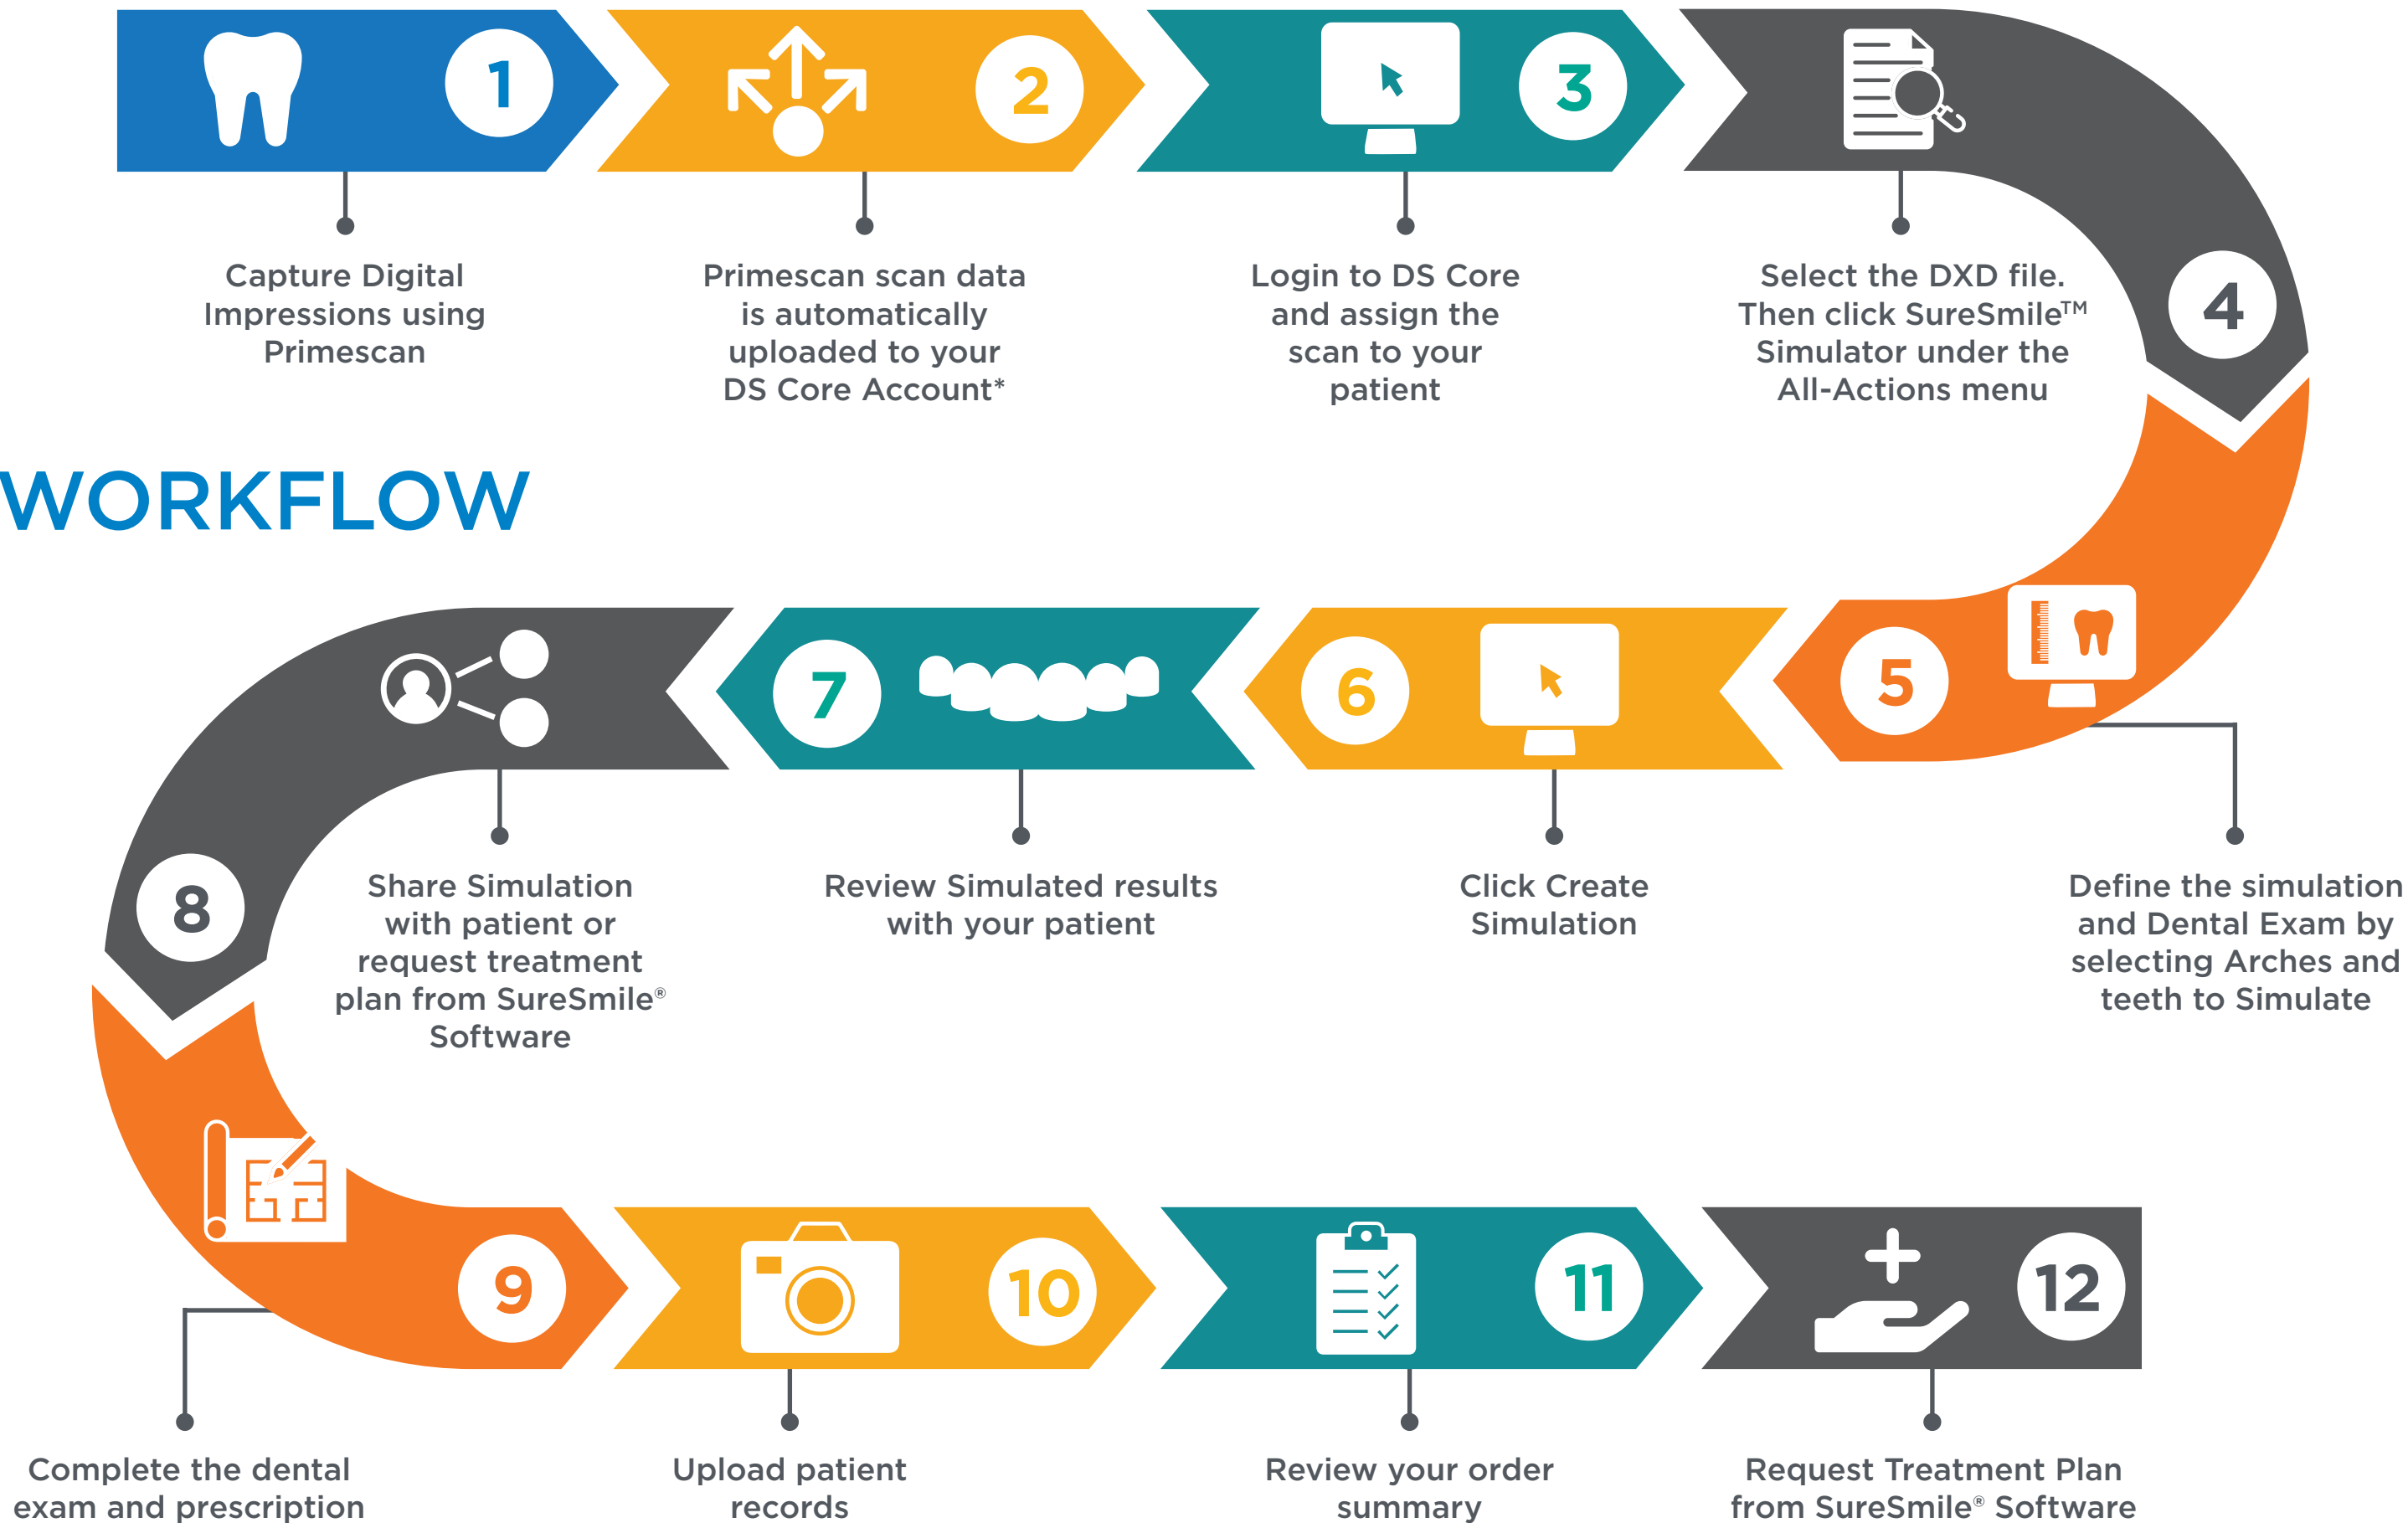 1
2
3
4
Capture Digital
Impressions using
Primescan
Primescan scan data
is automatically
uploaded to your
DS Core Account*
Login to DS Core
and assign the
scan to your
patient
Select the DXD file.
Then click SureSmile™
Simulator under the
All-Actions menu
WORKFLOW
5
Define the simulation
and Dental Exam by
selecting Arches and
teeth to Simulate
6
Click Create
Simulation
7
Review Simulated results
with your patient
8
Share Simulation
with patient or
request treatment
plan from SureSmile®
Software
9
Complete the dental
exam and prescription
10
Upload patient
records
11
Review your order
summary
12
Request Treatment Plan
from SureSmile® Software